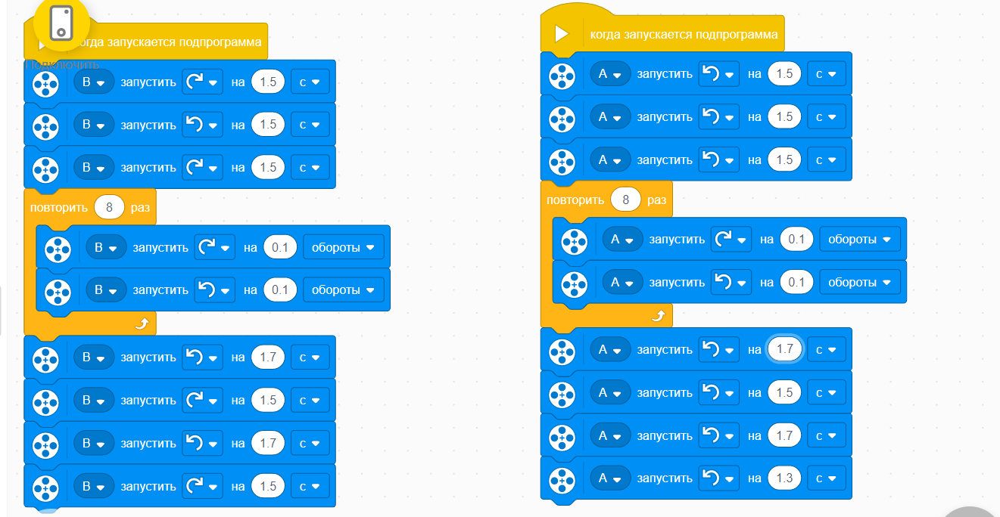 когда запускается подпрограмма
Подключить
B запустить на 1.5 с
B запустить на 1.5 с
B запустить на 1.5 с
повторить 8 раз
B запустить на 0.1 обороты
B запустить на 0.1 обороты
B запустить на 1.7 с
B запустить на 1.5 с
B запустить на 1.7 с
B запустить на 1.5 с
когда запускается подпрограмма
A запустить на 1.5 с
A запустить на 1.5 с
A запустить на 1.5 с
повторить 8 раз
A запустить на 0.1 обороты
A запустить на 0.1 обороты
A запустить на 1.7 с
A запустить на 1.5 с
A запустить на 1.7 с
A запустить на 1.3 с